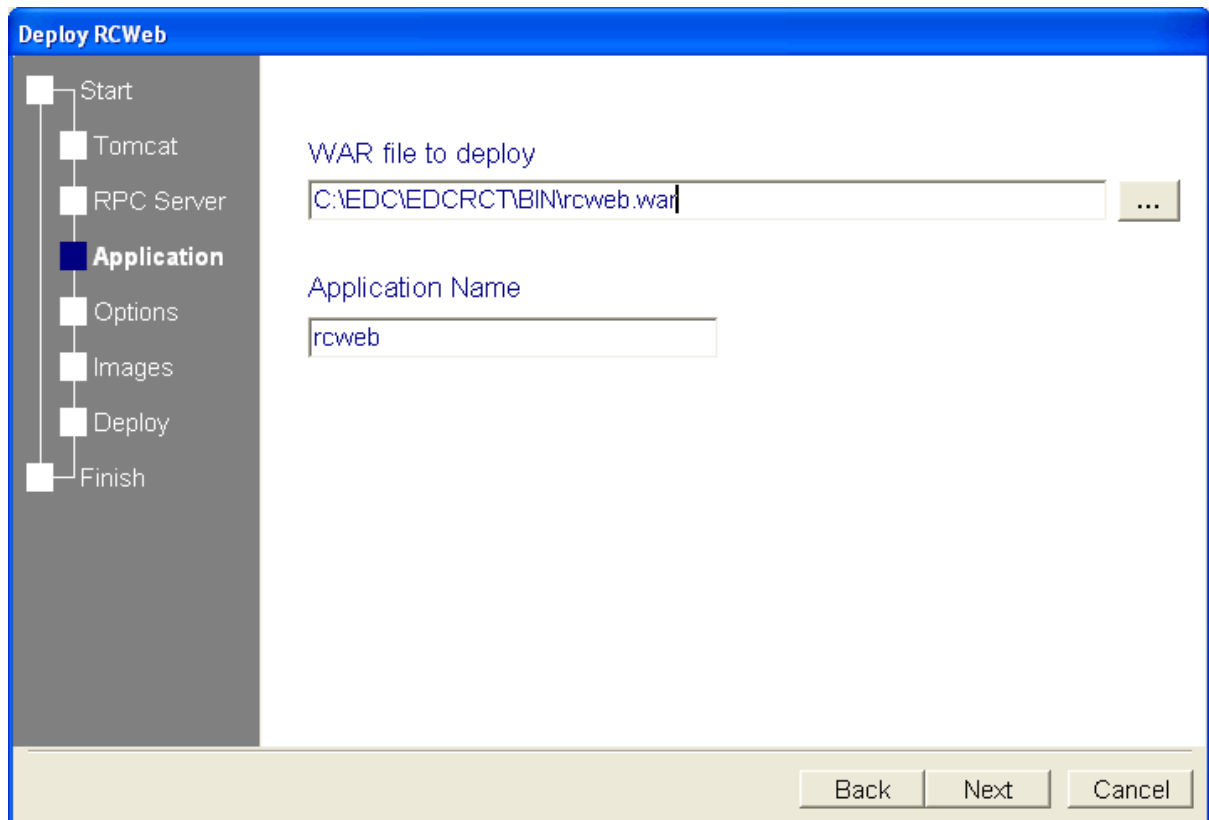 Deploy RCWeb
Start
Tomcat
RPC Server
Application
Options
Images
Deploy
Finish
WAR file to deploy
C:\EDC\EDCRCT\BIN\rcweb.war
...
Application Name
rcweb
Back
Next
Cancel